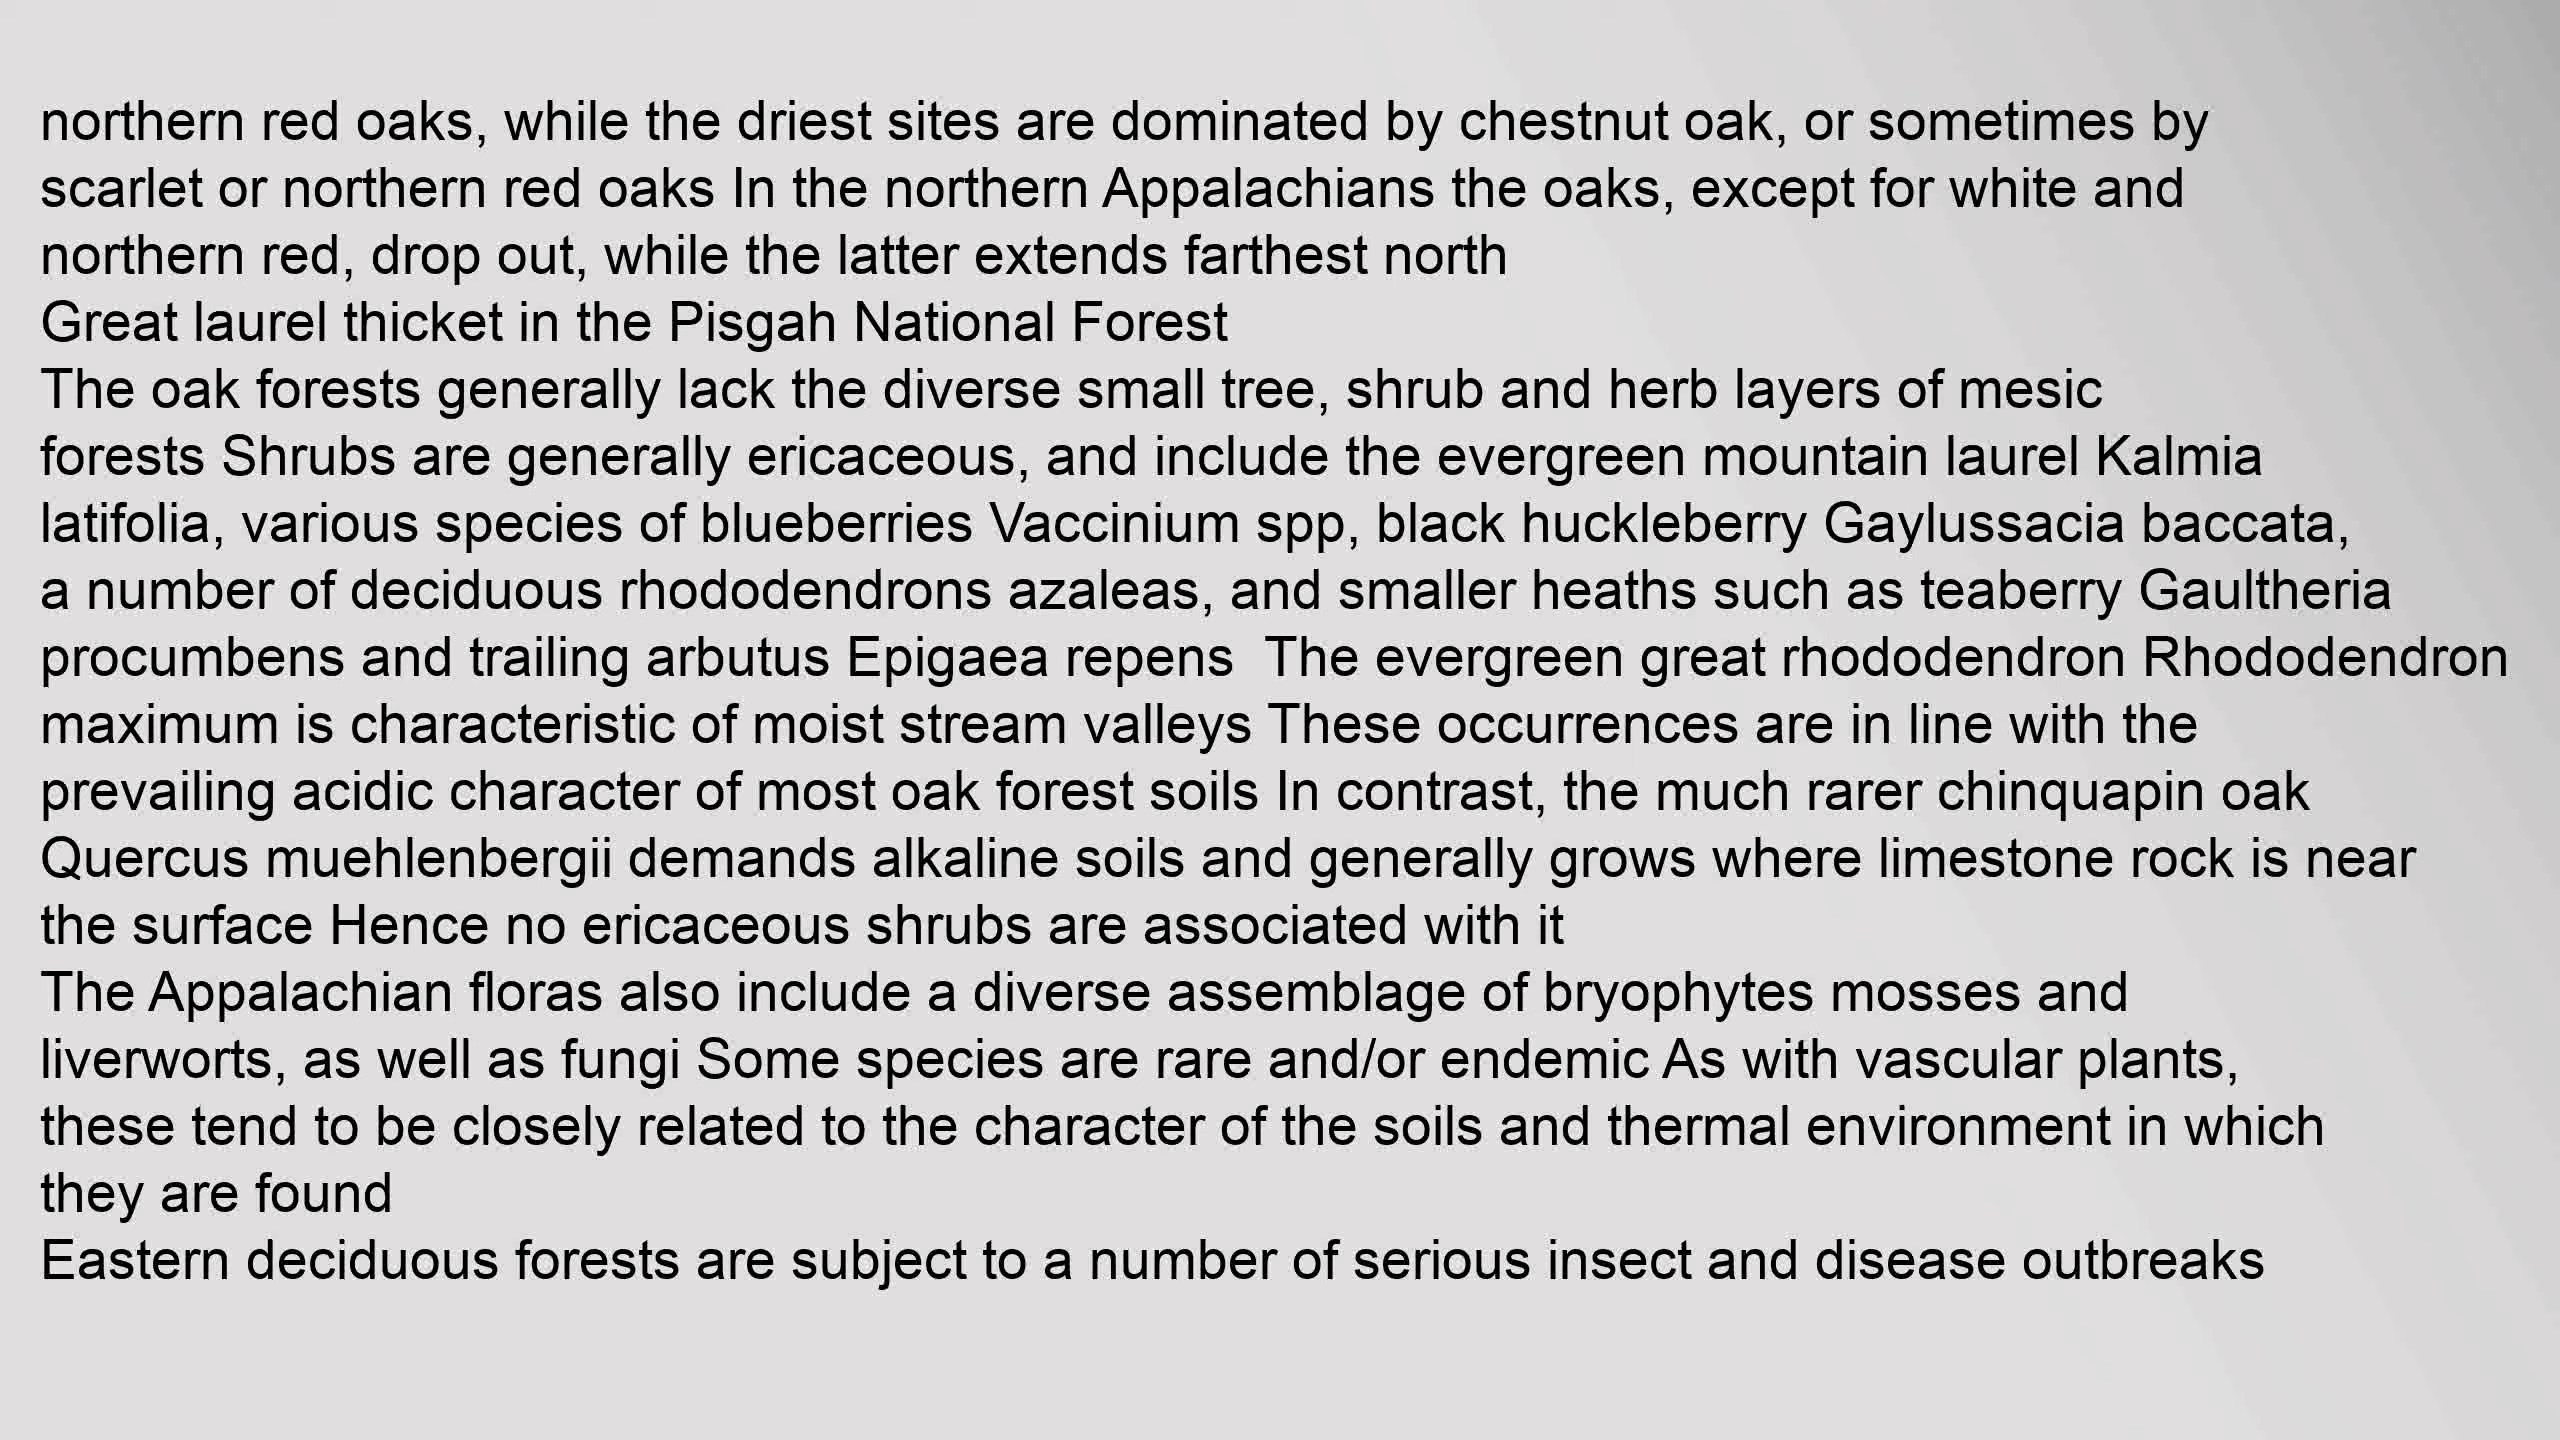 northern red oaks, while the driest sites are dominated by chestnut oak, or sometimes by
scarlet or northern red oaks In the northern Appalachians the oaks, except for white and
northern red, drop out, while the latter extends farthest north
Great laurel thicket in the Pisgah National Forest
The oak forests generally lack the diverse small tree, shrub and herb layers of mesic
forests Shrubs are generally ericaceous, and include the evergreen mountain laurel Kalmia
latifolia, various species of blueberries Vaccinium spp, black huckleberry Gaylussacia baccata,
a number of deciduous rhododendrons azaleas, and smaller heaths such as teaberry Gaultheria
procumbens and trailing arbutus Epigaea repens  The evergreen great rhododendron Rhododendron
maximum is characteristic of moist stream valleys These occurrences are in line with the
prevailing acidic character of most oak forest soils In contrast, the much rarer chinquapin oak
Quercus muehlenbergii demands alkaline soils and generally grows where limestone rock is near
the surface Hence no ericaceous shrubs are associated with it
The Appalachian floras also include a diverse assemblage of bryophytes mosses and
liverworts, as well as fungi Some species are rare and/or endemic As with vascular plants,
these tend to be closely related to the character of the soils and thermal environment in which
they are found
Eastern deciduous forests are subject to a number of serious insect and disease outbreaks